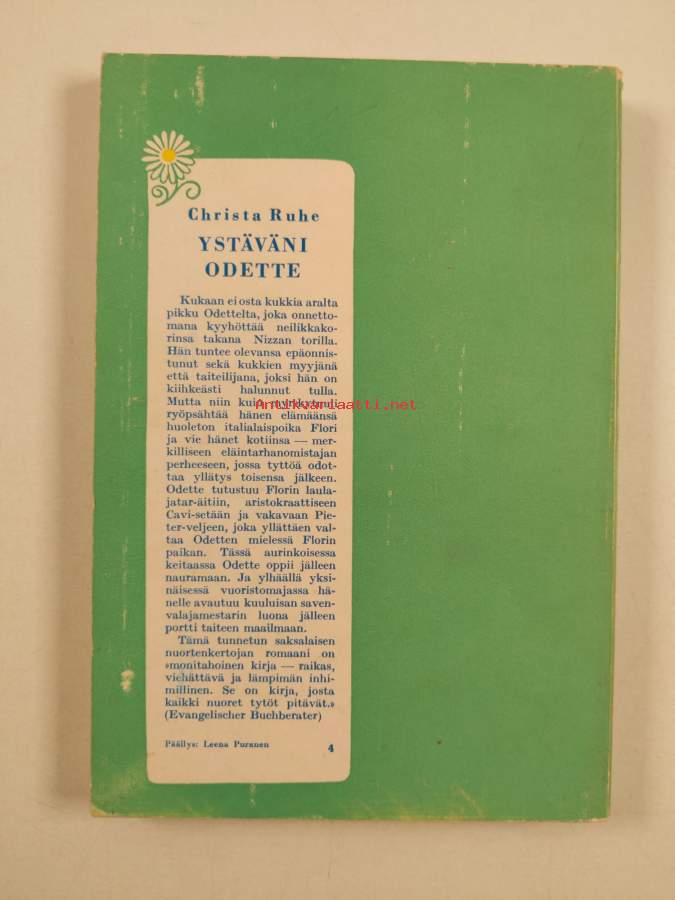 Christa Ruhe
YSTÄVÄNI
ODETTE
Kukaan ei osta kukkia aralta
pikku Odettelta, joka onnetto-
mana kyyhöttää neilikkako-
rinsa takana Nizzan torilla.
Hän tuntee olevansa epäonnis-
tunut sekä kukkien myyjänä
että taiteilijana, joksi hän on
kiihkeästi halunnut tulla.
Mutta niin kuin
Antikvariaatti.net
ryöpsähtää hänen elämäänsä
huoleton italialaispoika Flori
ja vie hänet kotiinsa — mer-
killiseen eläintarhanomistajan
perheeseen, jossa tyttöä odot-
taa yllätys toisensa jälkeen.
Odette tutustuu Florin laula-
jatar-äitiin, aristokraattiseen
Cavi-setään ja vakavaan Pie-
ter-veljeen, joka yllättäen val-
taa Odetten mielessä Florin
paikan. Tässä aurinkoisessa
keitaassa Odette oppii jälleen
nauramaan. Ja ylhäällä yksi-
näisessä vuoristomajassa hä-
nelle avautuu kuuluisan saven-
valajamestarin luona jälleen
portti taiteen maailmaan.
Tämä tunnetun saksalaisen
nuortenkertojan romaani on
»monitahoinen kirja — raikas,
viehättävä ja lämpimän inhi-
millinen. Se on kirja, josta
kaikki nuoret tytöt pitävät.»
(Evangelischer Buchberater)
Päällys: Leena Puranen 4